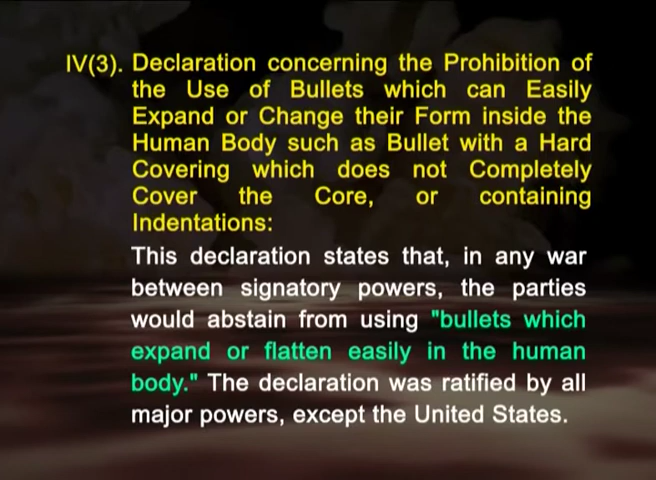 IV(3). Declaration concerning the Prohibition of
the Use of Bullets which can Easily
Expand or Change their Form inside the
Human Body such as Bullet with a Hard
Covering which does not Completely
Cover the Core, or containing
Indentations:
This declaration states that, in any war
between signatory powers, the parties
would abstain from using "bullets which
expand or flatten easily in the human
body." The declaration was ratified by all
major powers, except the United States.